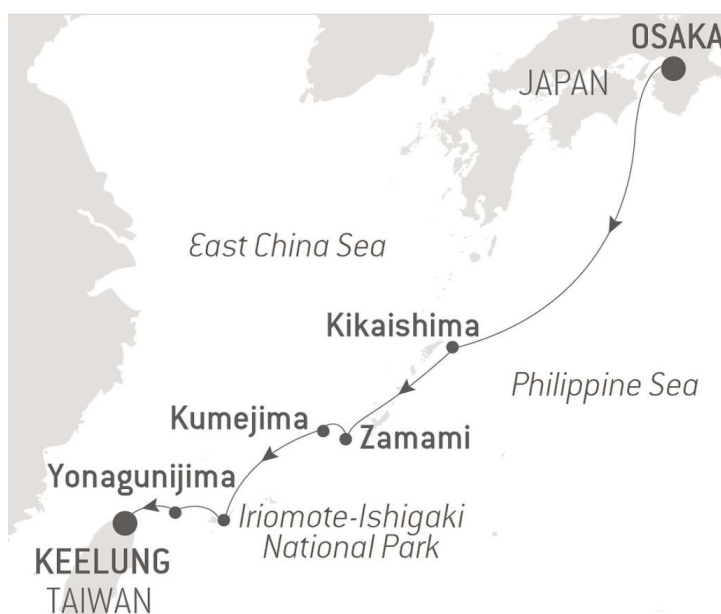 OSAKA
JAPAN
East China Sea
Kikaishima
Philippine Sea
Kumejima
Zamami
Yonagunijima
Iriomote-Ishigaki
National Park
KEELUNG
TAIWAN